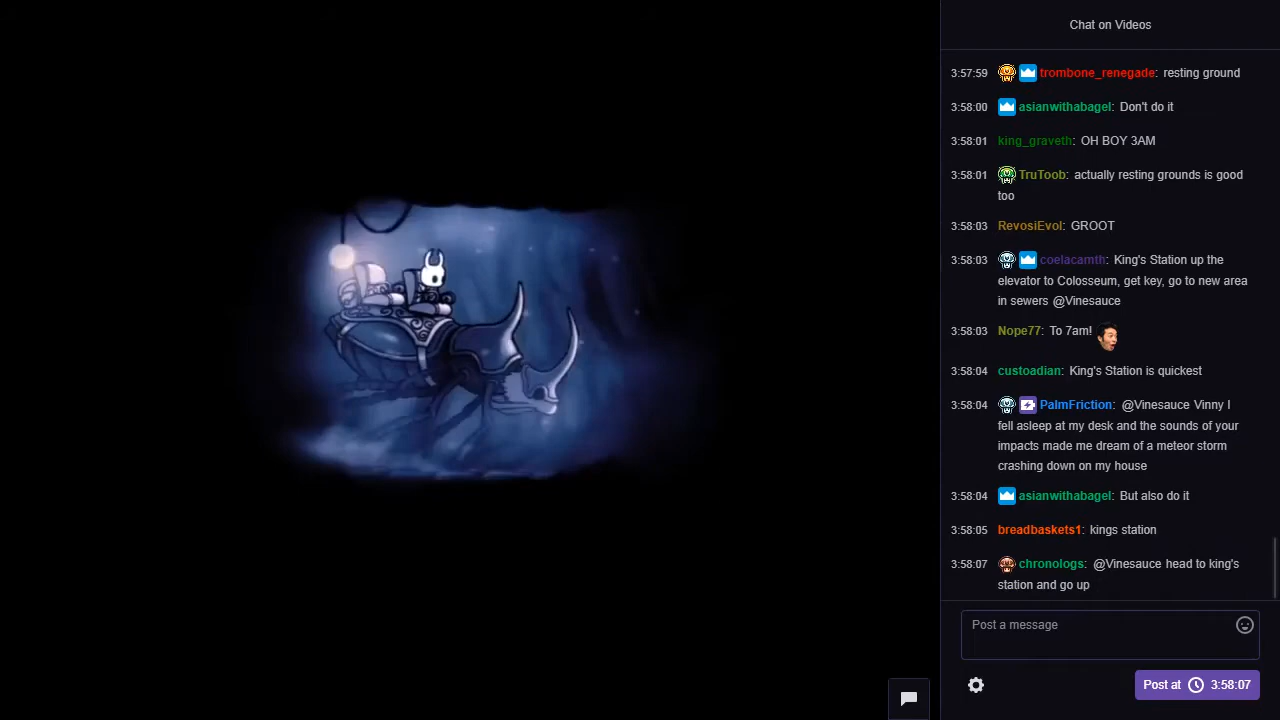 Chat on Videos
3:57:59 trombone_renegade: resting ground
3:58:00 asianwithabagel: Don't do it
3:58:01 king_graveth: OH BOY 3AM
3:58:01 TruToob: actually resting grounds is good
too
3:58:03 RevosiEvol: GROOT
3:58:03 coelacamth: King's Station up the
elevator to Colosseum, get key, go to new area
in sewers @Vinesauce
3:58:03 Nope77: To 7am!
3:58:04 custoadian: King's Station is quickest
3:58:04 PalmFriction: @Vinesauce Vinny I
fell asleep at my desk and the sounds of your
impacts made me dream of a meteor storm
crashing down on my house
3:58:04 asianwithabagel: But also do it
3:58:05 breadbaskets1: kings station
3:58:07 chronologs: @Vinesauce head to king's
station and go up
Post a message
Post at 3:58:07